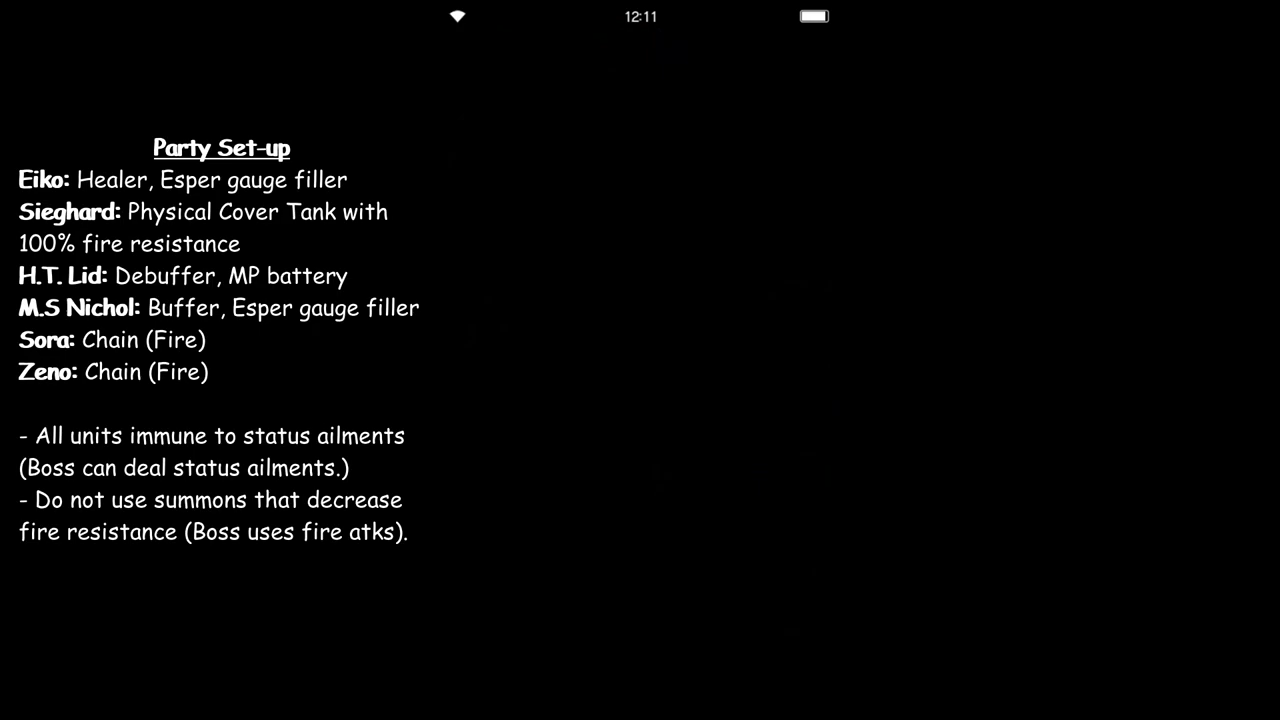 12:11
Party Set-up
Eiko: Healer, Esper gauge filler
Sieghard: Physical Cover Tank with
100% fire resistance
H.T. Lid: Debuffer, MP battery
M.S Nichol: Buffer, Esper gauge filler
Sora: Chain (Fire)
Zeno: Chain (Fire)
- All units immune to status ailments
(Boss can deal status ailments.)
- Do not use summons that decrease
fire resistance (Boss uses fire atks).